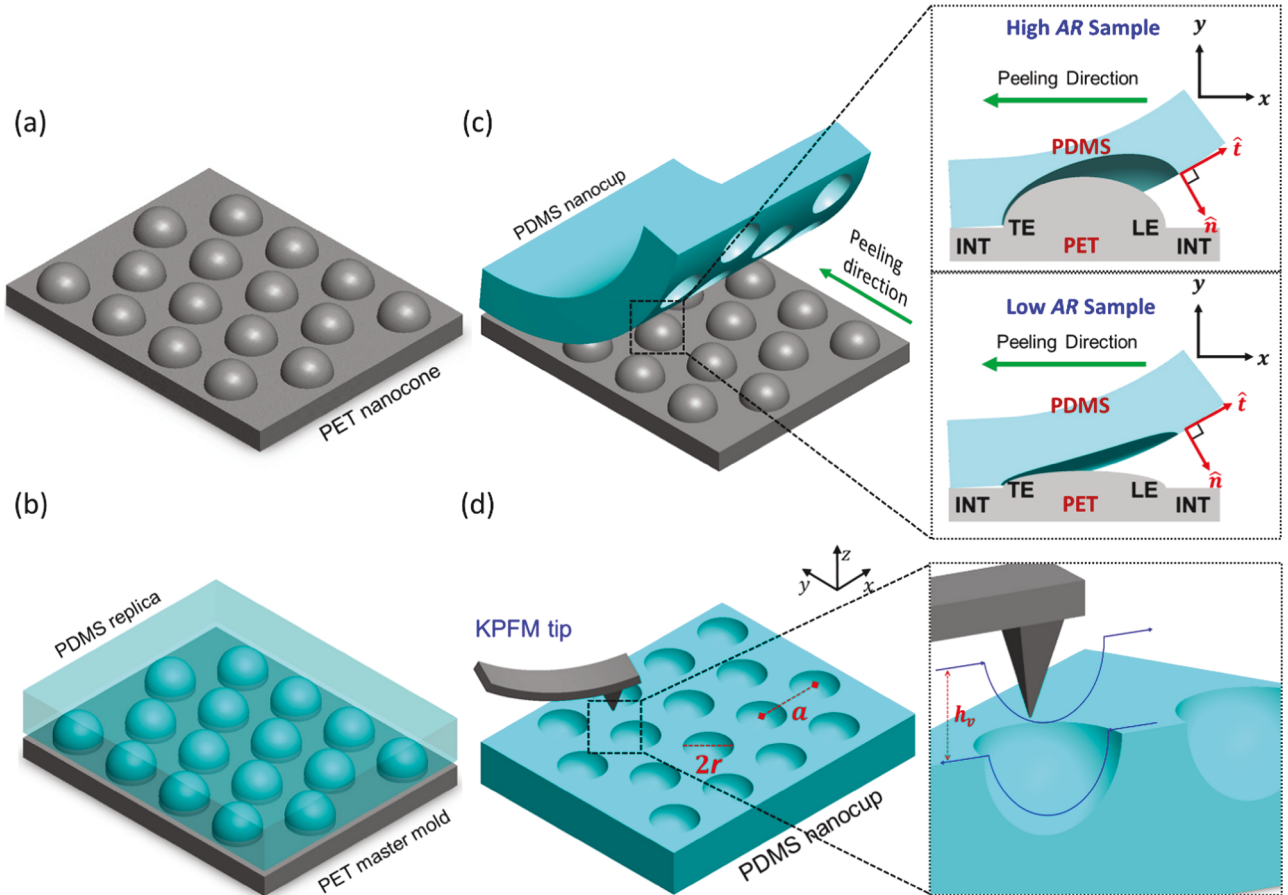 (a)
PET nanocone
(b)
PDMS replica
PET master mold
(c)
PDMS nanocup
Peeling
direction
High AR Sample
y
x
Peeling Direction
PDMS
t̂
n̂
TE
LE
INT
PET
INT
Low AR Sample
y
x
Peeling Direction
PDMS
t̂
n̂
TE
LE
INT
PET
INT
(d)
z
y
x
KPFM tip
a
2r
PDMS nanocup
hᵥ